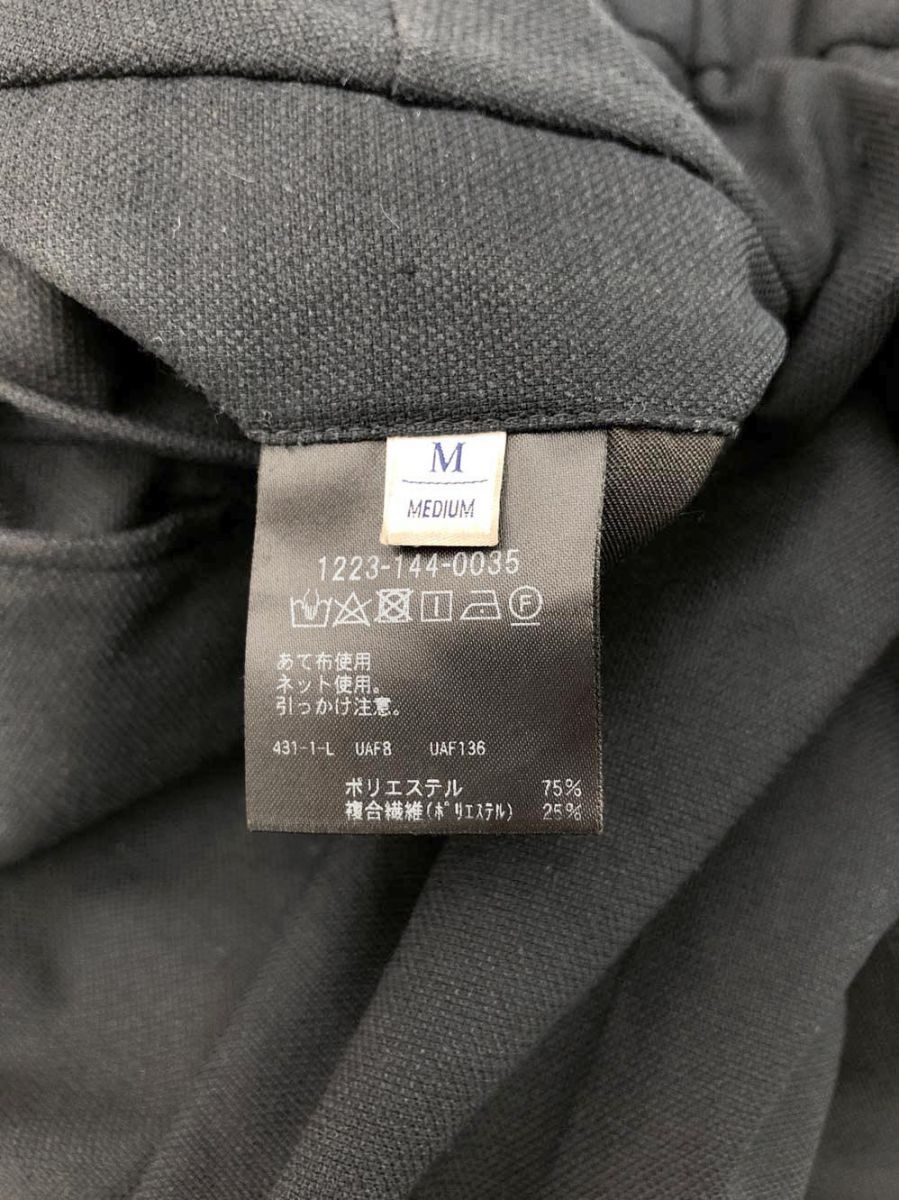 M
MEDIUM
1223-144-0035
F
あて布使用
ネット使用。
引っかけ注意。
431-1-L UAF8 UAF136
ポリエステル 75%
複合繊維(ポリエステル) 25%